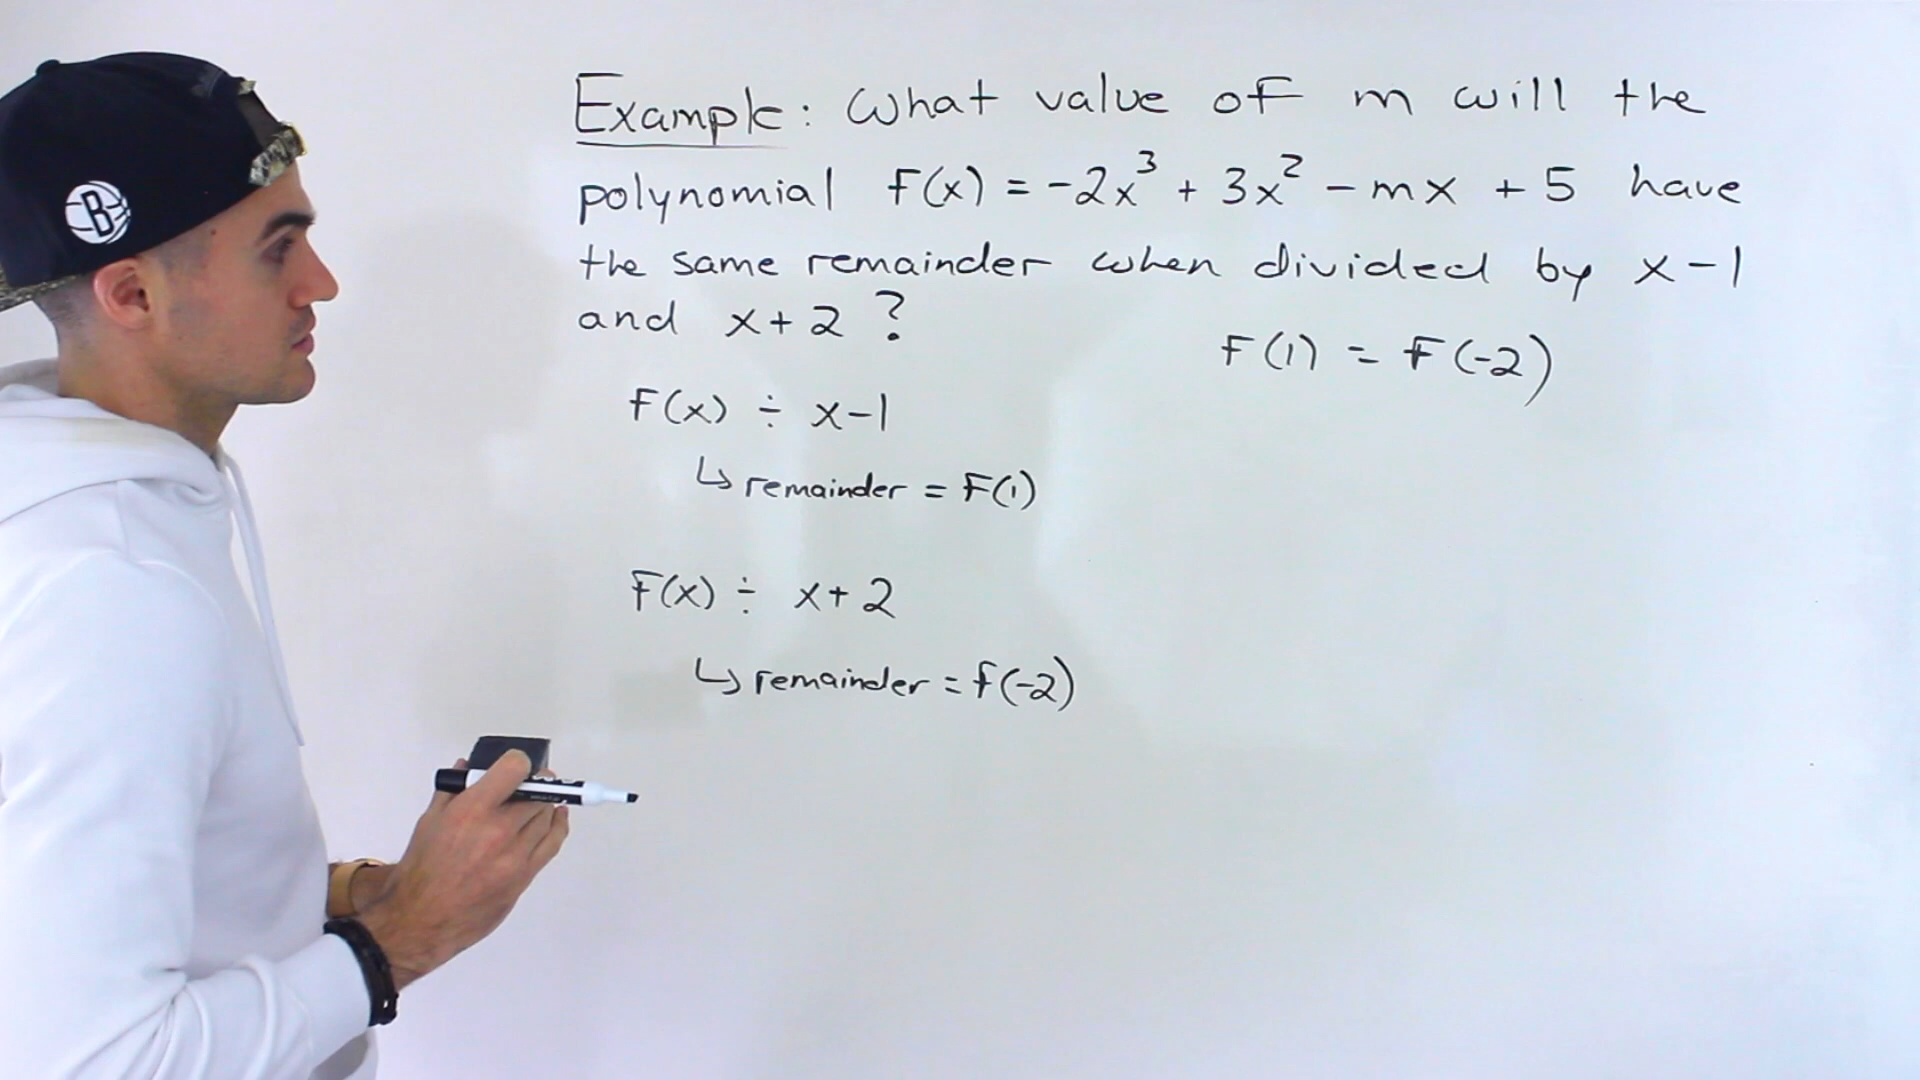 Example: What value of m will the
polynomial F(x) = -2x³ + 3x² - mx + 5 have
the same remainder when divided by x-1
and x+2 ?
F(1) = F(-2)
F(x) ÷ x-1
↳ remainder = F(1)
F(x) ÷ x+2
↳ remainder = f(-2)
B